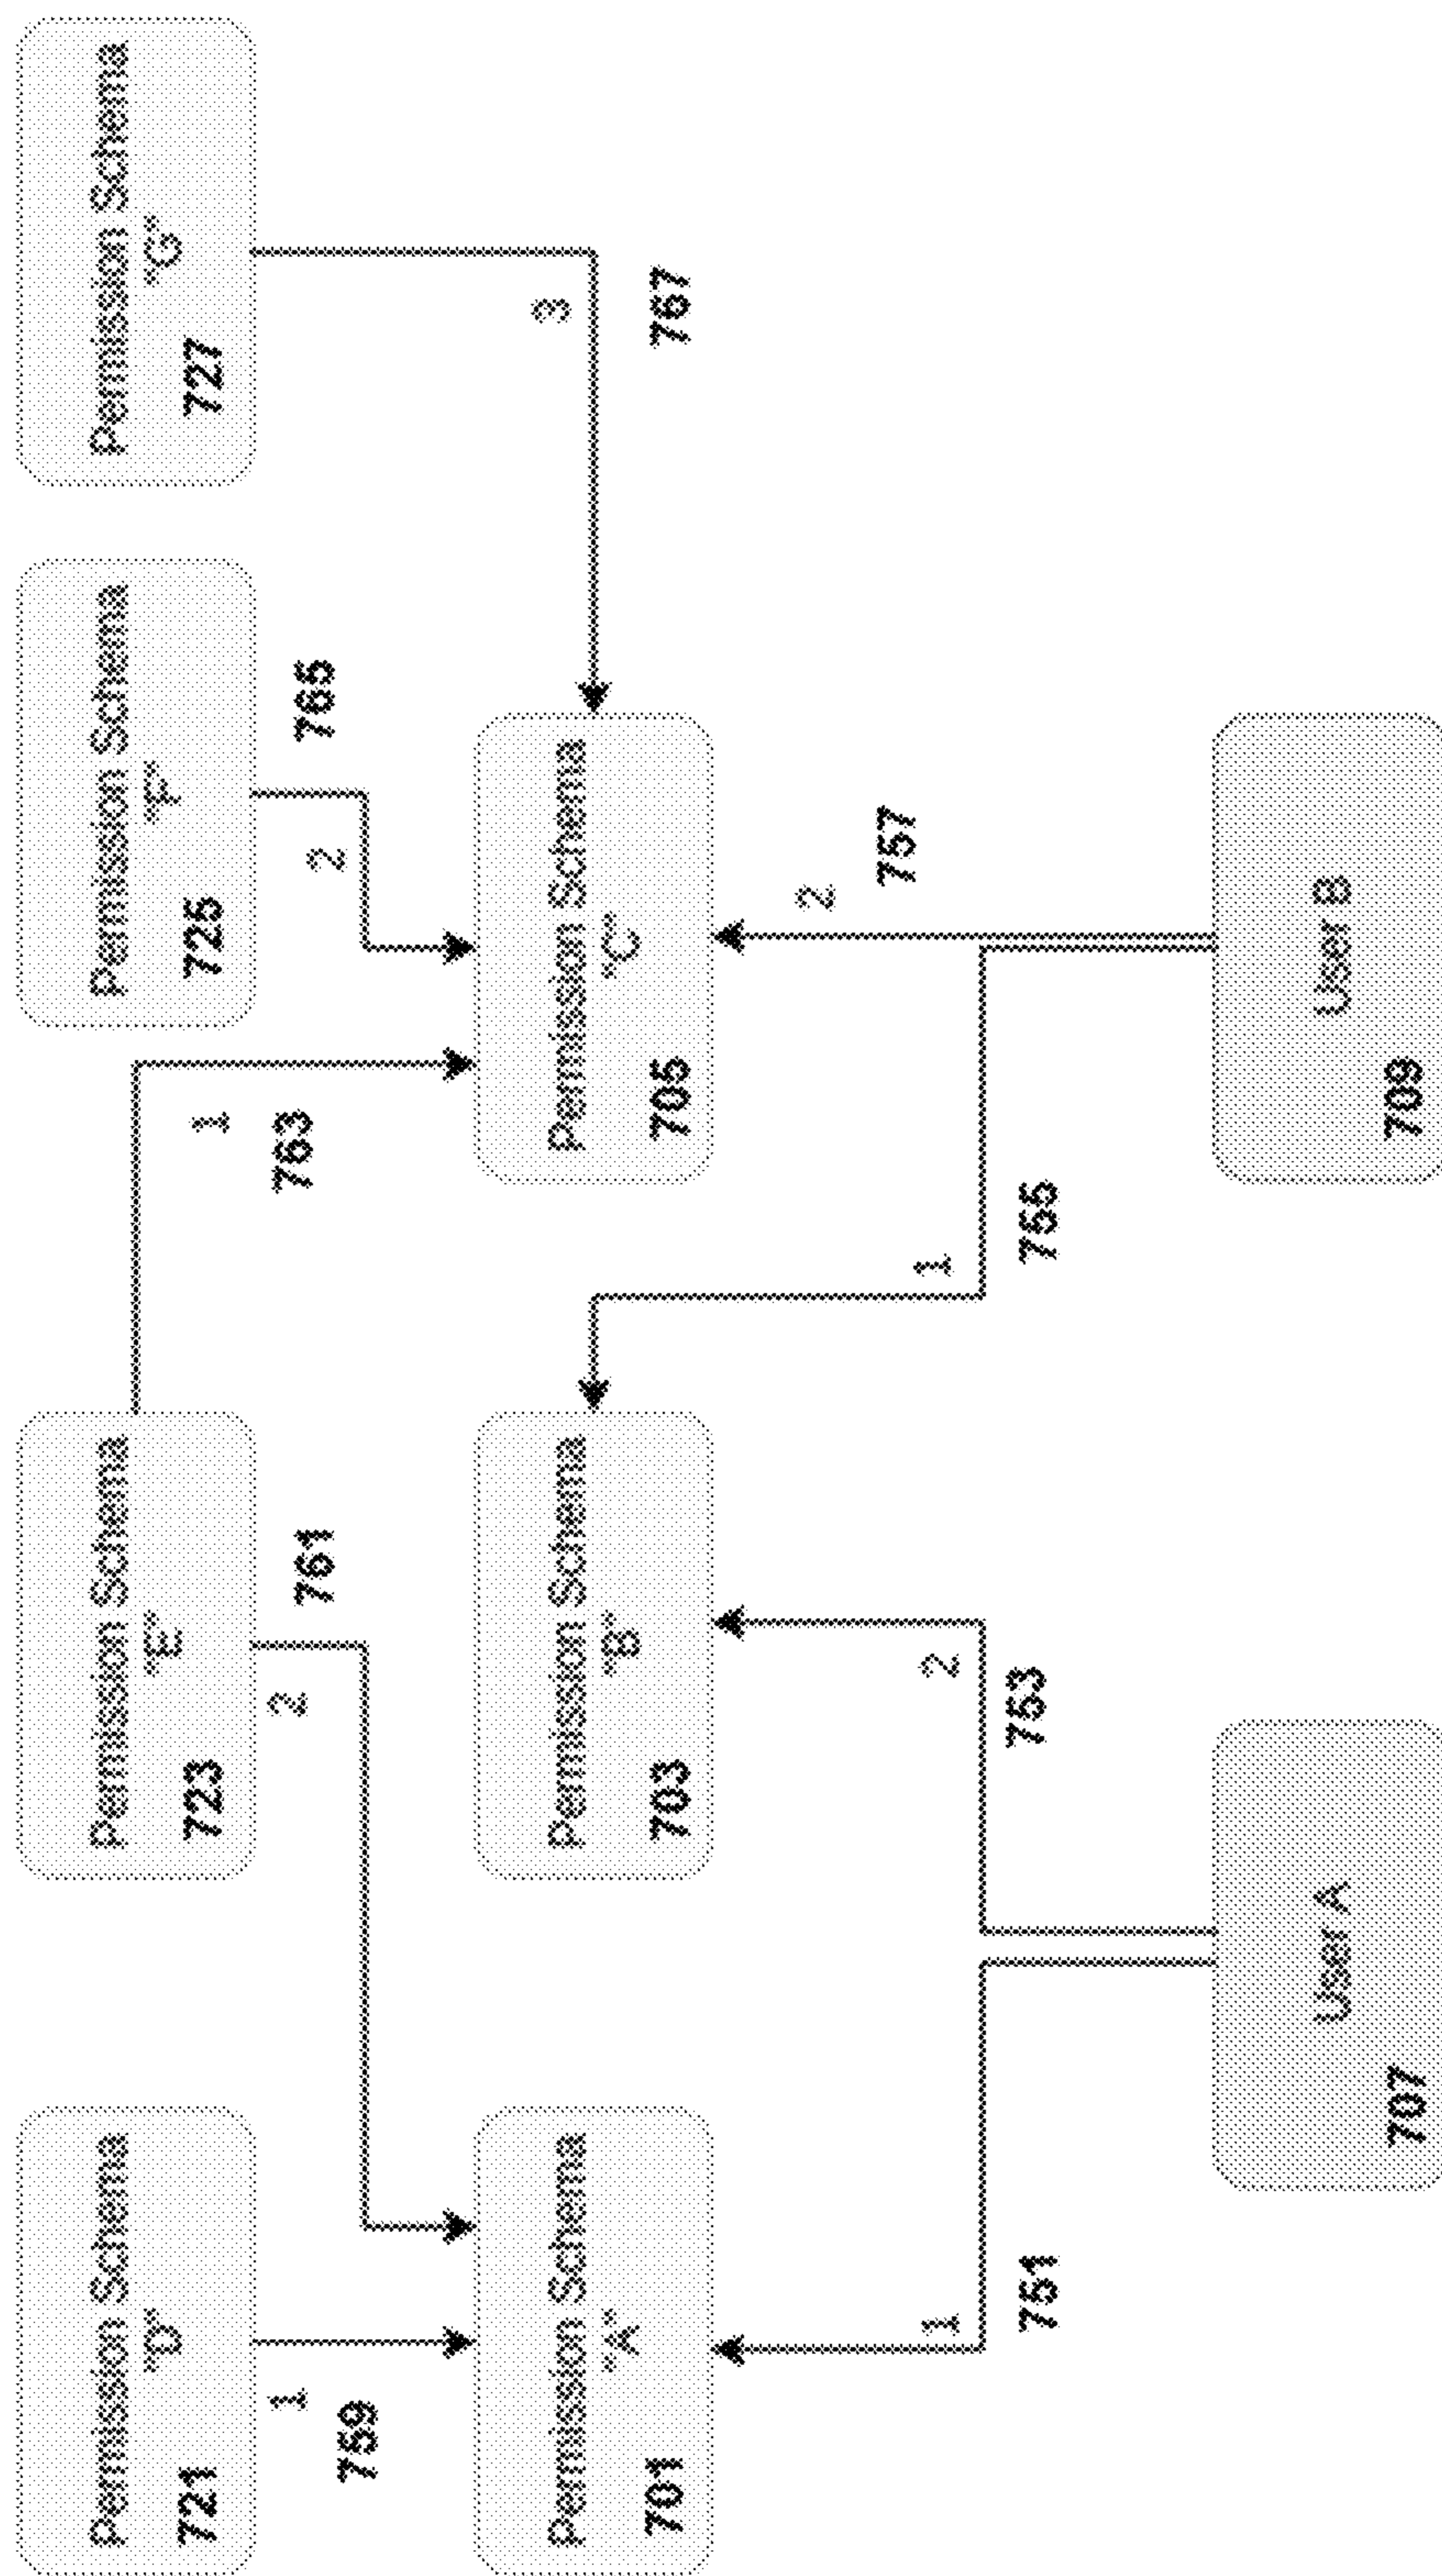 Permission Schema
"D"
721
Permission Schema
"E"
723
Permission Schema
"F"
725
Permission Schema
"G"
727
1
759
2
761
1
763
2
765
3
767
Permission Schema
"A"
701
Permission Schema
"B"
703
Permission Schema
"C"
705
1
751
2
753
1
755
2
757
User A
707
User B
709